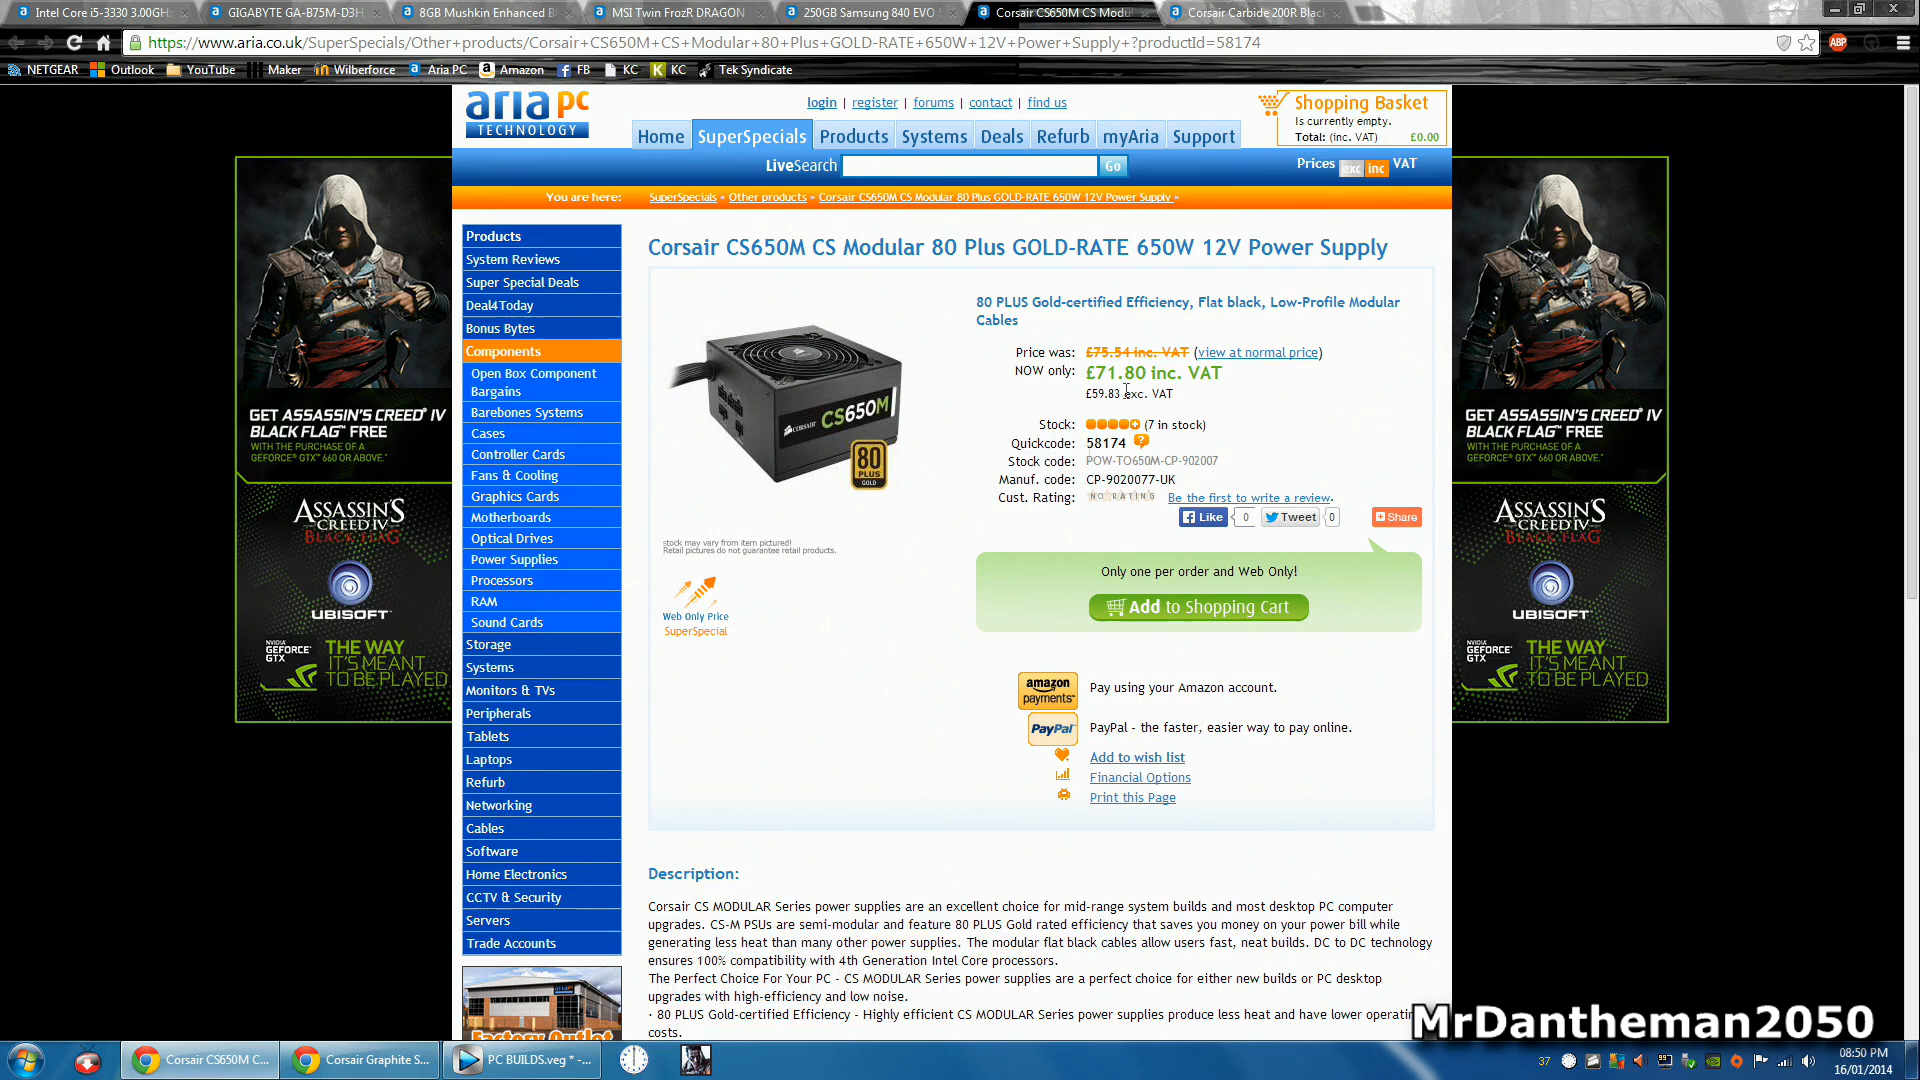 Intel Core i5-3330 3.00GHz
GIGABYTE GA-B75M-D3H
8GB Mushkin Enhanced Bl
MSI Twin FrozR DRAGON
250GB Samsung 840 EVO
Corsair CS650M CS Modul
Corsair Carbide 200R Blac
https://www.aria.co.uk/SuperSpecials/Other+products/Corsair+CS650M+CS+Modular+80+Plus+GOLD-RATE+650W+12V+Power+Supply+?productId=58174
ABP
NETGEAR Outlook YouTube Maker Wilberforce Aria PC Amazon FB KC KC Tek Syndicate
aria PC
TECHNOLOGY
login | register | forums | contact | find us
Shopping Basket
Is currently empty.
Total: (inc. VAT) £0.00
Home SuperSpecials Products Systems Deals Refurb myAria Support
LiveSearch Go
Prices exc inc VAT
You are here: SuperSpecials » Other products » Corsair CS650M CS Modular 80 Plus GOLD-RATE 650W 12V Power Supply »
Products
System Reviews
Super Special Deals
Deal4Today
Bonus Bytes
Components
Open Box Component
Bargains
Barebones Systems
Cases
Controller Cards
Fans & Cooling
Graphics Cards
Motherboards
Optical Drives
Power Supplies
Processors
RAM
Sound Cards
Storage
Systems
Monitors & TVs
Peripherals
Tablets
Laptops
Refurb
Networking
Cables
Software
Home Electronics
CCTV & Security
Servers
Trade Accounts
Factory Outlet
Corsair CS650M CS Modular 80 Plus GOLD-RATE 650W 12V Power Supply
CORSAIR CS650M
80
PLUS
GOLD
stock may vary from item pictured!
Retail pictures do not guarantee retail products.
Web Only Price
SuperSpecial
80 PLUS Gold-certified Efficiency, Flat black, Low-Profile Modular
Cables
Price was: £75.54 inc. VAT (view at normal price)
NOW only: £71.80 inc. VAT
£59.83 exc. VAT
Stock: (7 in stock)
Quickcode: 58174
Stock code: POW-TO650M-CP-902007
Manuf. code: CP-9020077-UK
Cust. Rating: NO RATING Be the first to write a review.
Like 0 Tweet 0 Share
Only one per order and Web Only!
Add to Shopping Cart
amazon
payments
Pay using your Amazon account.
PayPal
PayPal - the faster, easier way to pay online.
Add to wish list
Financial Options
Print this Page
Description:
Corsair CS MODULAR Series power supplies are an excellent choice for mid-range system builds and most desktop PC computer
upgrades. CS-M PSUs are semi-modular and feature 80 PLUS Gold rated efficiency that saves you money on your power bill while
generating less heat than many other power supplies. The modular flat black cables allow users fast, neat builds. DC to DC technology
ensures 100% compatibility with 4th Generation Intel Core processors.
The Perfect Choice For Your PC - CS MODULAR Series power supplies are a perfect choice for either new builds or PC desktop
upgrades with high-efficiency and low noise.
· 80 PLUS Gold-certified Efficiency - Highly efficient CS MODULAR Series power supplies produce less heat and have lower operating
costs.
GET ASSASSIN'S CREED IV
BLACK FLAG FREE
WITH THE PURCHASE OF A
GEFORCE® GTX™ 660 OR ABOVE.*
ASSASSIN'S
CREED IV
BLACK FLAG
UBISOFT
NVIDIA
GEFORCE
GTX
THE WAY
IT'S MEANT
TO BE PLAYED
GET ASSASSIN'S CREED IV
BLACK FLAG FREE
WITH THE PURCHASE OF A
GEFORCE® GTX™ 660 OR ABOVE.*
ASSASSIN'S
CREED IV
BLACK FLAG
UBISOFT
NVIDIA
GEFORCE
GTX
THE WAY
IT'S MEANT
TO BE PLAYED
MrDantheman2050
Corsair CS650M C...
Corsair Graphite S...
PC BUILDS.veg * -...
37
08:50 PM
16/01/2014